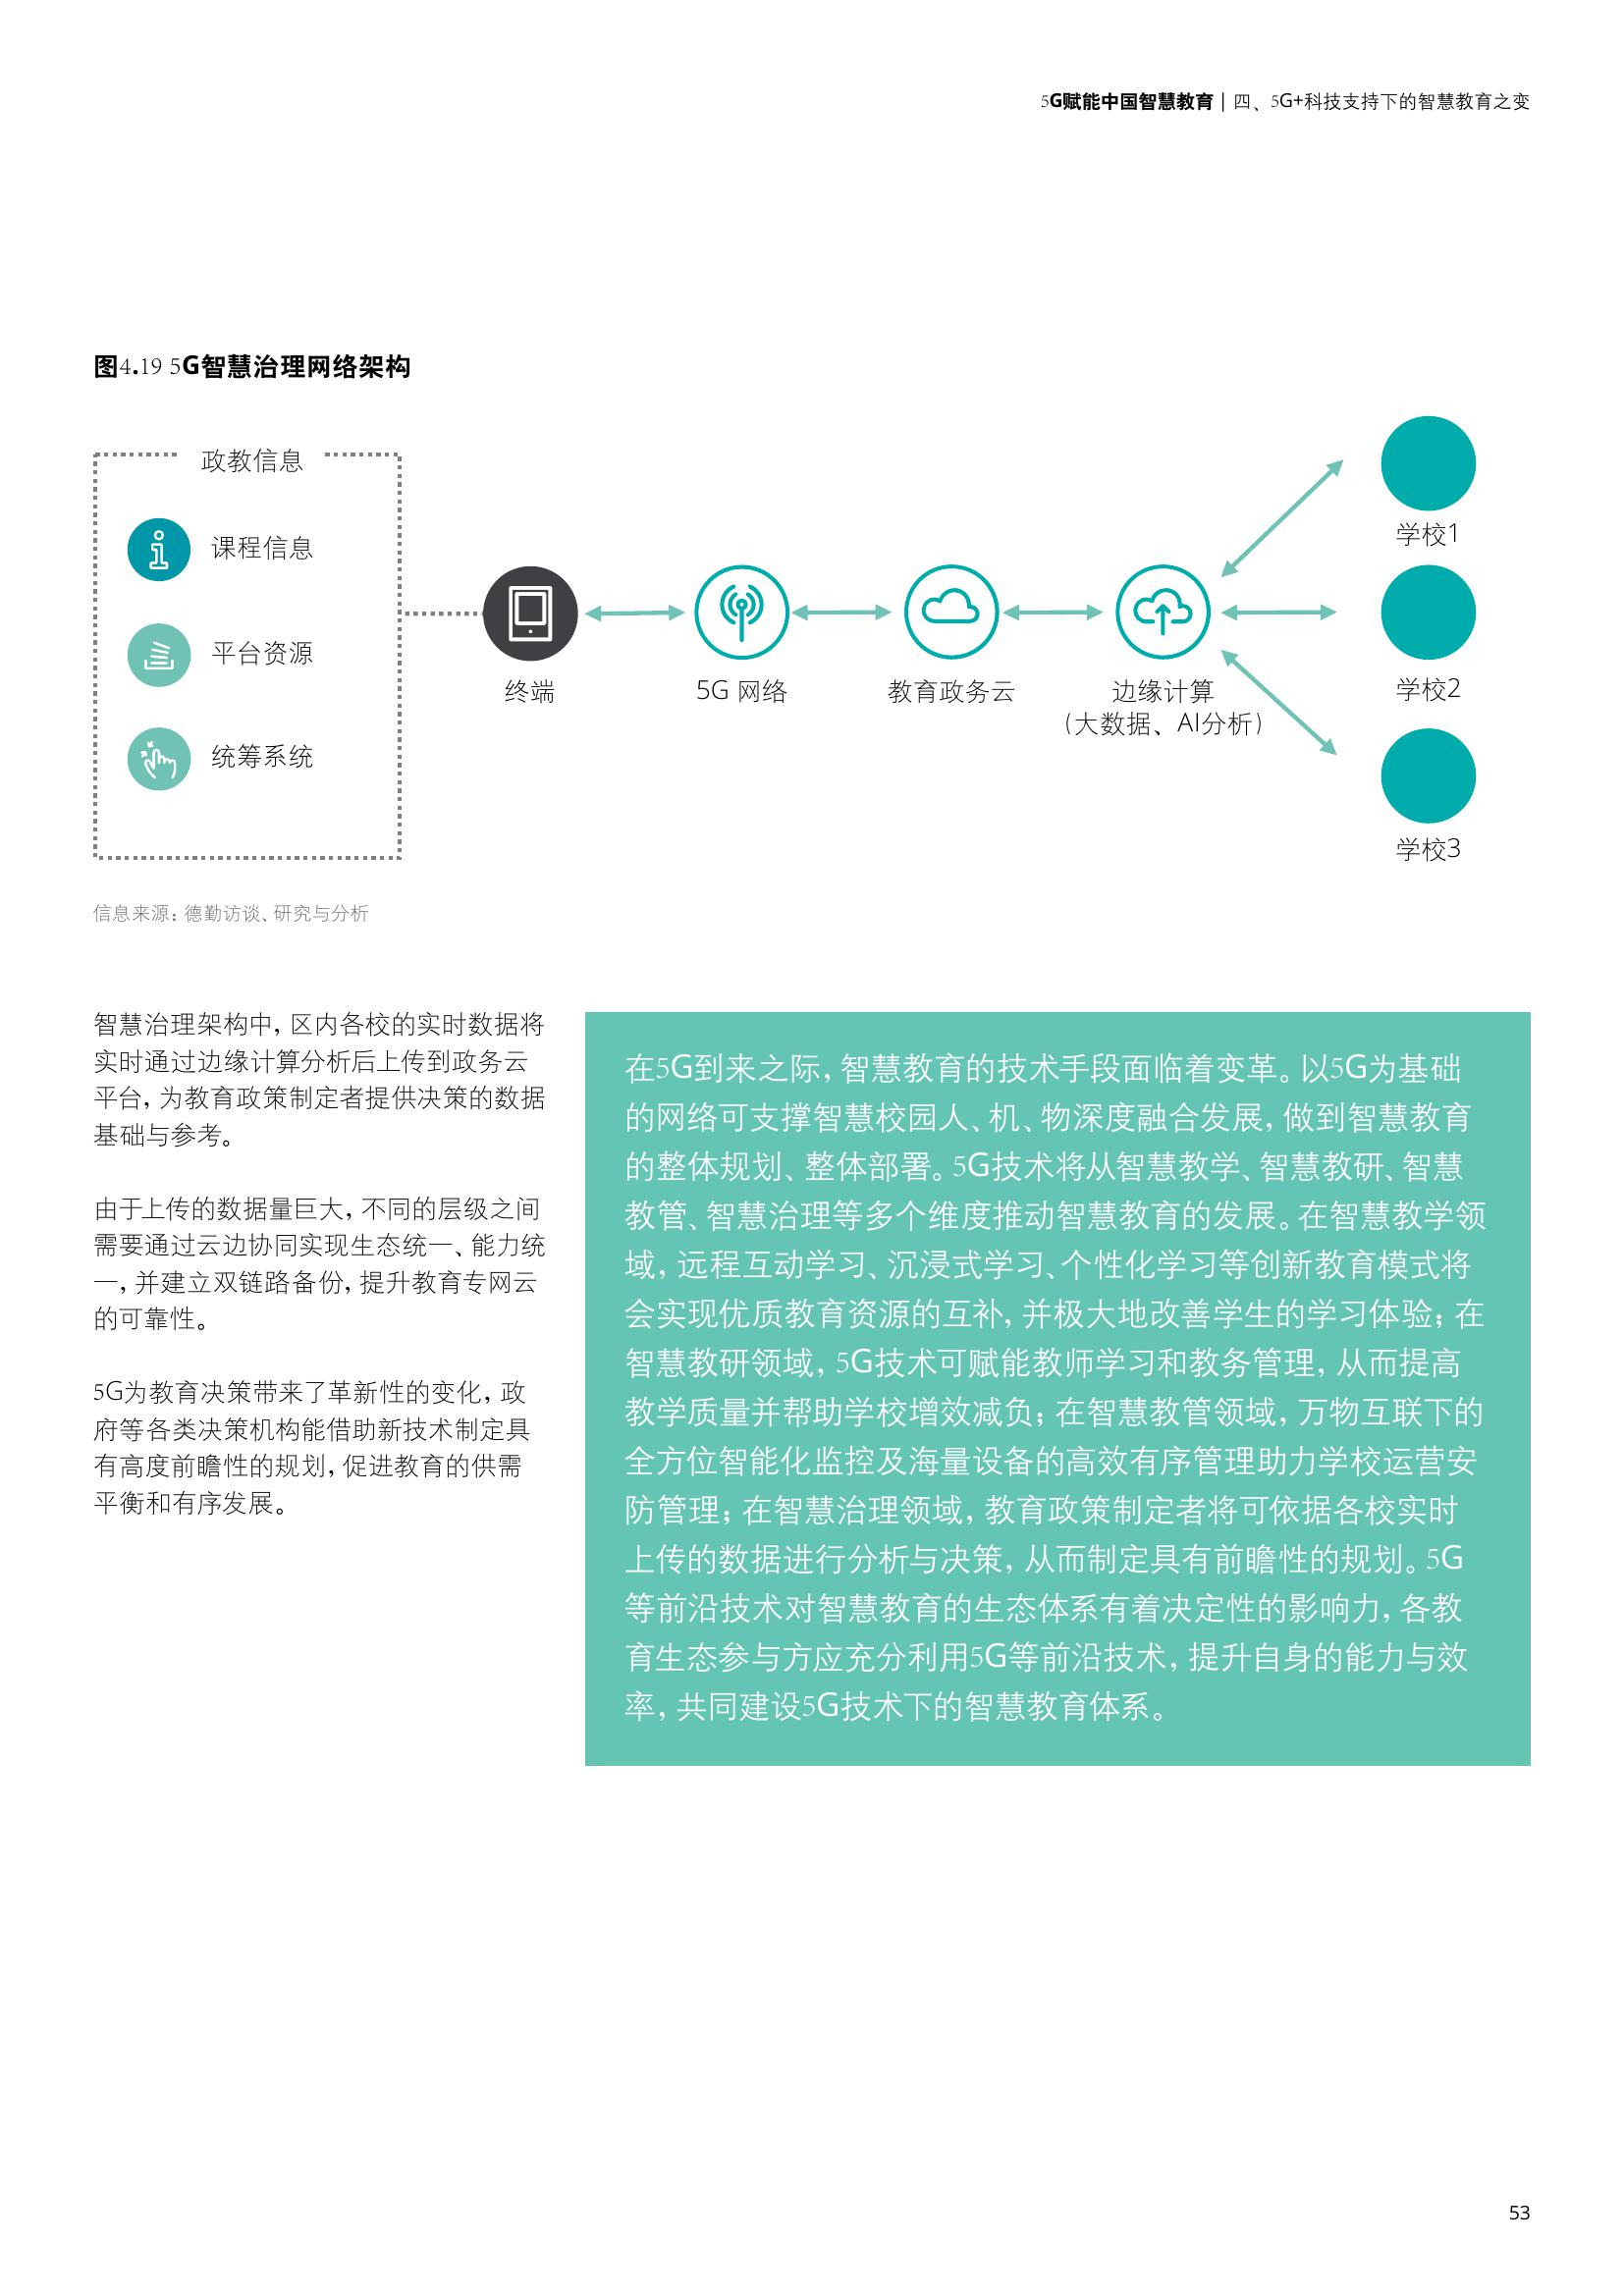 5G赋能中国智慧教育 | 四、5G+科技支持下的智慧教育之变
图4.19 5G智慧治理网络架构
政教信息
课程信息
平台资源
统筹系统
终端
5G 网络
教育政务云
边缘计算
（大数据、AI分析）
学校1
学校2
学校3
信息来源：德勤访谈、研究与分析
智慧治理架构中，区内各校的实时数据将
实时通过边缘计算分析后上传到政务云
平台，为教育政策制定者提供决策的数据
基础与参考。
由于上传的数据量巨大，不同的层级之间
需要通过云边协同实现生态统一、能力统
一，并建立双链路备份，提升教育专网云
的可靠性。
5G为教育决策带来了革新性的变化，政
府等各类决策机构能借助新技术制定具
有高度前瞻性的规划，促进教育的供需
平衡和有序发展。
在5G到来之际，智慧教育的技术手段面临着变革。以5G为基础
的网络可支撑智慧校园人、机、物深度融合发展，做到智慧教育
的整体规划、整体部署。5G技术将从智慧教学、智慧教研、智慧
教管、智慧治理等多个维度推动智慧教育的发展。在智慧教学领
域，远程互动学习、沉浸式学习、个性化学习等创新教育模式将
会实现优质教育资源的互补，并极大地改善学生的学习体验；在
智慧教研领域，5G技术可赋能教师学习和教务管理，从而提高
教学质量并帮助学校增效减负；在智慧教管领域，万物互联下的
全方位智能化监控及海量设备的高效有序管理助力学校运营安
防管理；在智慧治理领域，教育政策制定者将可依据各校实时
上传的数据进行分析与决策，从而制定具有前瞻性的规划。5G
等前沿技术对智慧教育的生态体系有着决定性的影响力，各教
育生态参与方应充分利用5G等前沿技术，提升自身的能力与效
率，共同建设5G技术下的智慧教育体系。
53